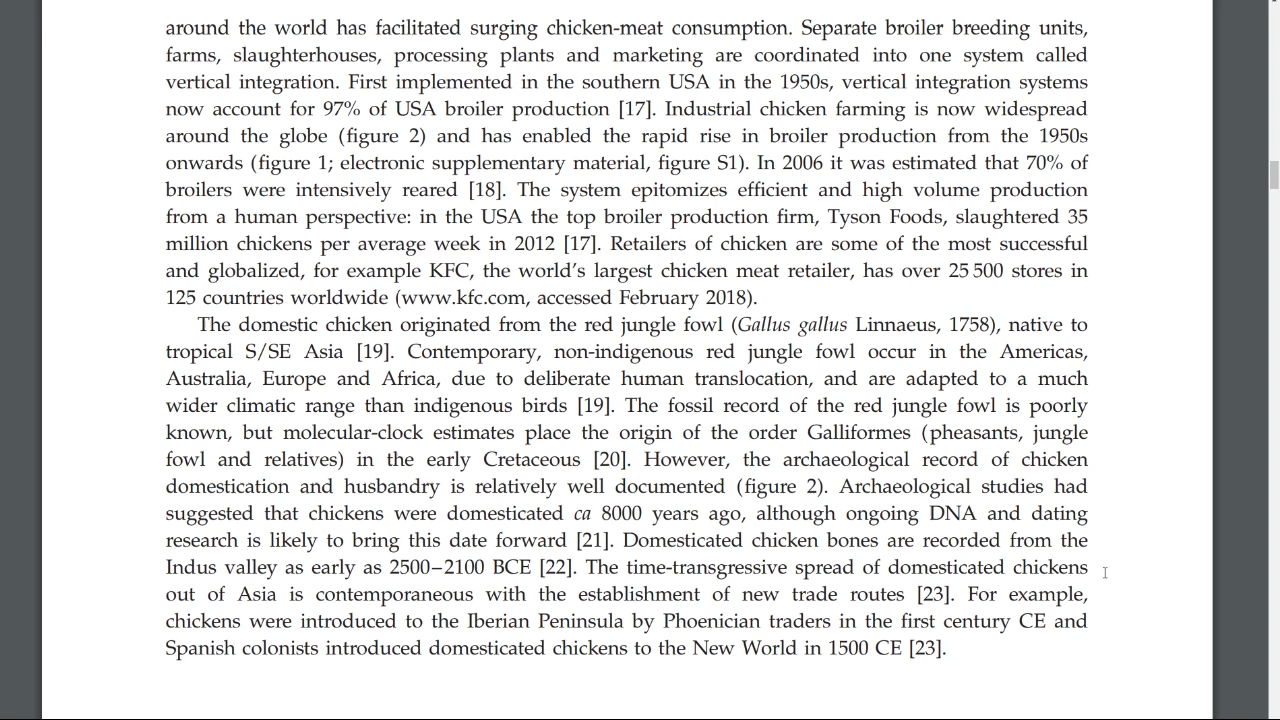 around the world has facilitated surging chicken-meat consumption. Separate broiler breeding units,
farms, slaughterhouses, processing plants and marketing are coordinated into one system called
vertical integration. First implemented in the southern USA in the 1950s, vertical integration systems
now account for 97% of USA broiler production [17]. Industrial chicken farming is now widespread
around the globe (figure 2) and has enabled the rapid rise in broiler production from the 1950s
onwards (figure 1; electronic supplementary material, figure S1). In 2006 it was estimated that 70% of
broilers were intensively reared [18]. The system epitomizes efficient and high volume production
from a human perspective: in the USA the top broiler production firm, Tyson Foods, slaughtered 35
million chickens per average week in 2012 [17]. Retailers of chicken are some of the most successful
and globalized, for example KFC, the world's largest chicken meat retailer, has over 25 500 stores in
125 countries worldwide (www.kfc.com, accessed February 2018).
The domestic chicken originated from the red jungle fowl (Gallus gallus Linnaeus, 1758), native to
tropical S/SE Asia [19]. Contemporary, non-indigenous red jungle fowl occur in the Americas,
Australia, Europe and Africa, due to deliberate human translocation, and are adapted to a much
wider climatic range than indigenous birds [19]. The fossil record of the red jungle fowl is poorly
known, but molecular-clock estimates place the origin of the order Galliformes (pheasants, jungle
fowl and relatives) in the early Cretaceous [20]. However, the archaeological record of chicken
domestication and husbandry is relatively well documented (figure 2). Archaeological studies had
suggested that chickens were domesticated ca 8000 years ago, although ongoing DNA and dating
research is likely to bring this date forward [21]. Domesticated chicken bones are recorded from the
Indus valley as early as 2500–2100 BCE [22]. The time-transgressive spread of domesticated chickens
out of Asia is contemporaneous with the establishment of new trade routes [23]. For example,
chickens were introduced to the Iberian Peninsula by Phoenician traders in the first century CE and
Spanish colonists introduced domesticated chickens to the New World in 1500 CE [23].